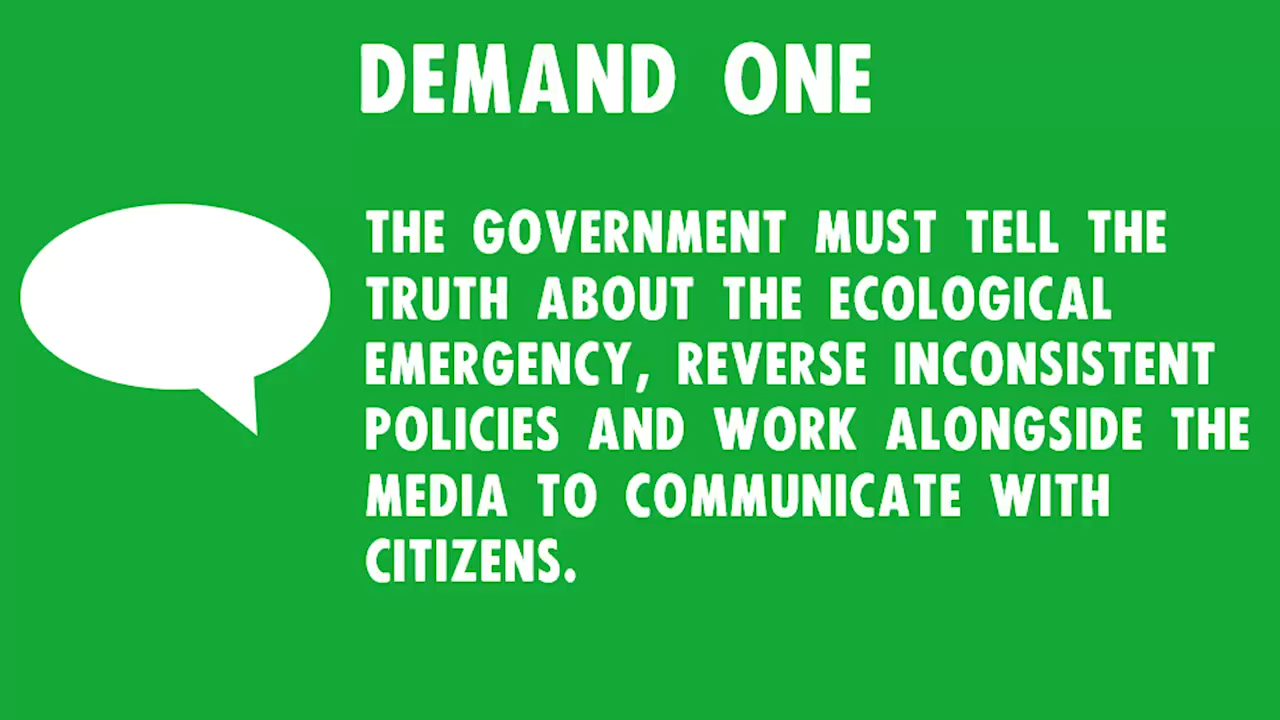 DEMAND ONE
THE GOVERNMENT MUST TELL THE
TRUTH ABOUT THE ECOLOGICAL
EMERGENCY, REVERSE INCONSISTENT
POLICIES AND WORK ALONGSIDE THE
MEDIA TO COMMUNICATE WITH
CITIZENS.